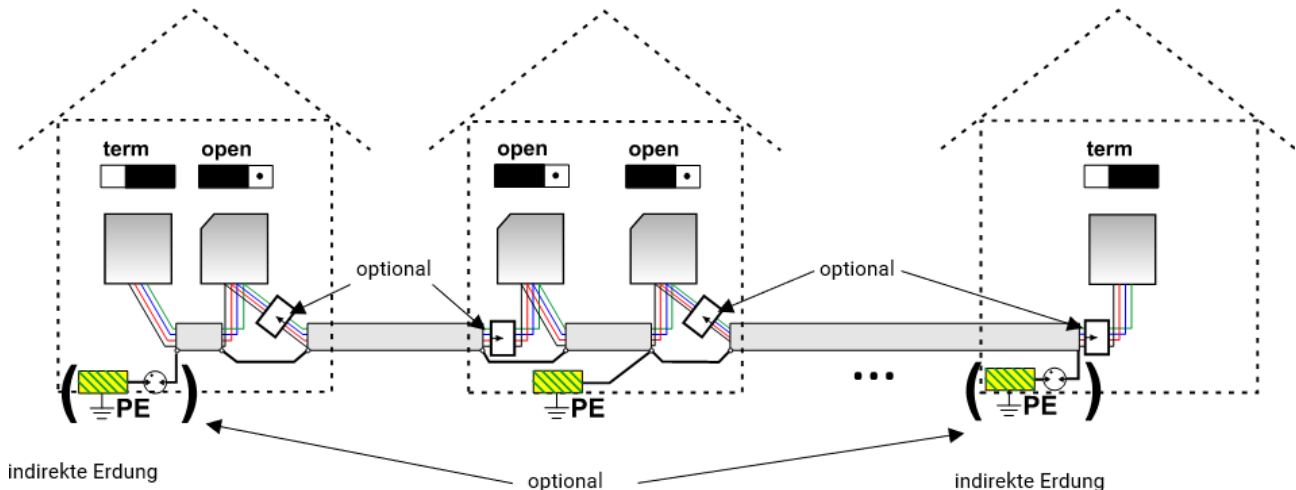 term
open
open
open
term
optional
optional
PE
PE
...
PE
indirekte Erdung
optional
indirekte Erdung